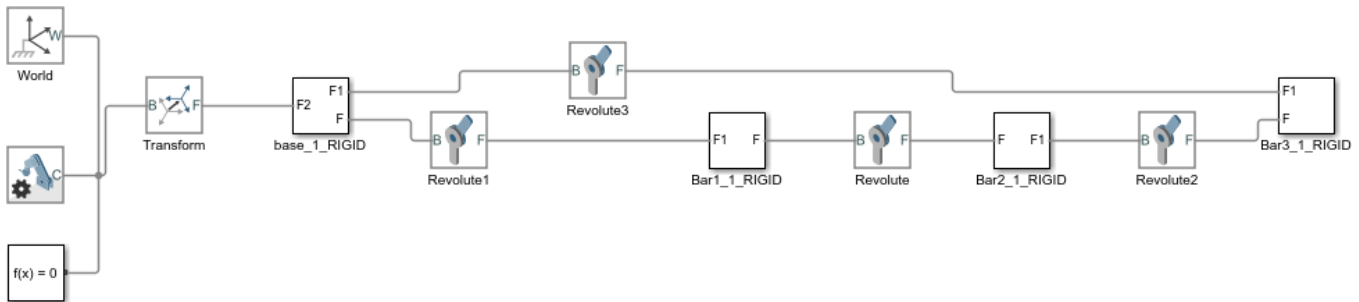 W
World
B
F
Transform
C
f(x) = 0
F2
F1
F
base_1_RIGID
B
F
Revolute3
B
F
Revolute1
F1
F
Bar1_1_RIGID
B
F
Revolute
F
F1
Bar2_1_RIGID
B
F
Revolute2
F1
F
Bar3_1_RIGID